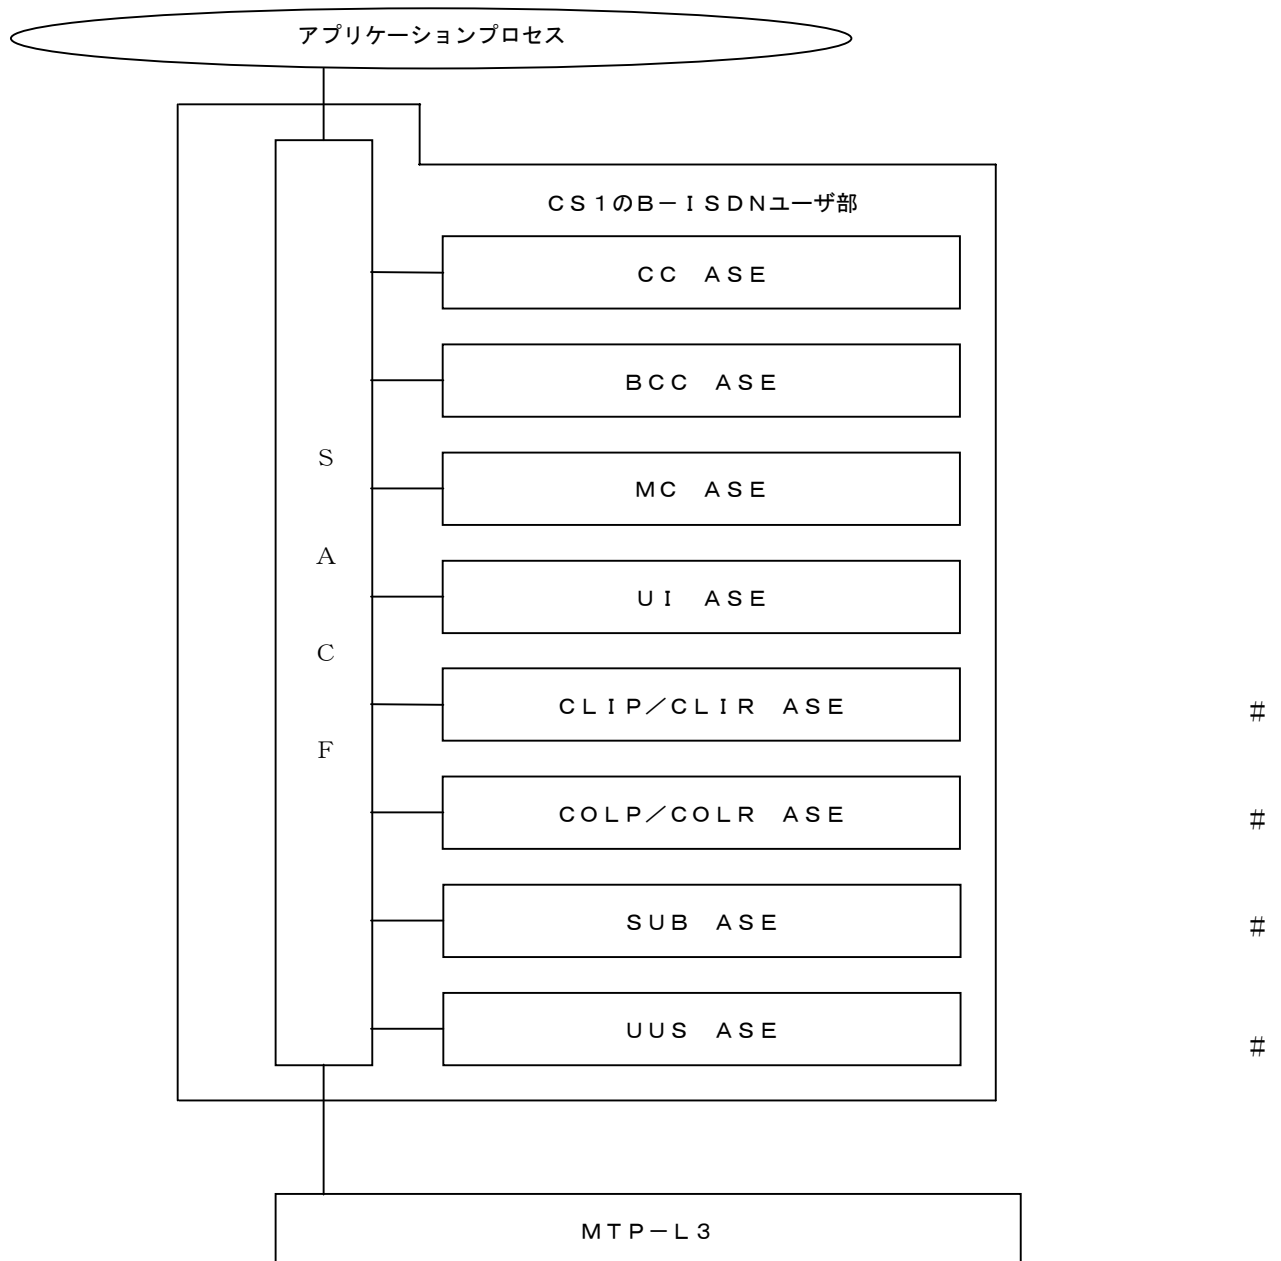 アプリケーションプロセス
CS1のB-ISDNユーザ部
CC ASE
BCC ASE
MC ASE
UI ASE
CLIP/CLIR ASE #
COLP/COLR ASE #
SUB ASE #
UUS ASE #
S
A
C
F
MTP-L3